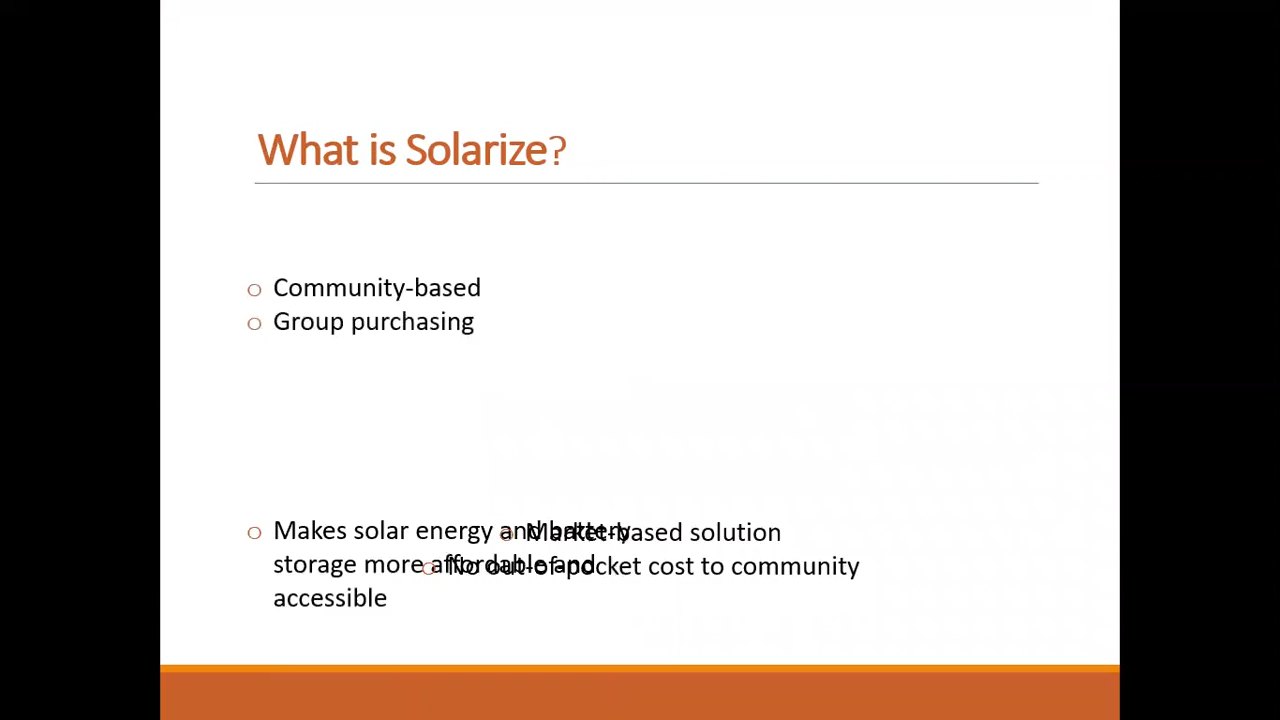 What is Solarize?
o Community-based
o Group purchasing
o Makes solar energy and battery
storage more affordable and
accessible
o Market-based solution
o No out-of-pocket cost to community